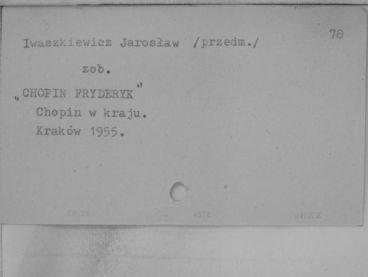 78
Iwaszkiewicz Jarosław /przedm./
zob.
„CHOPIN FRYDERYK"
Chopin w kraju.
Kraków 1955.